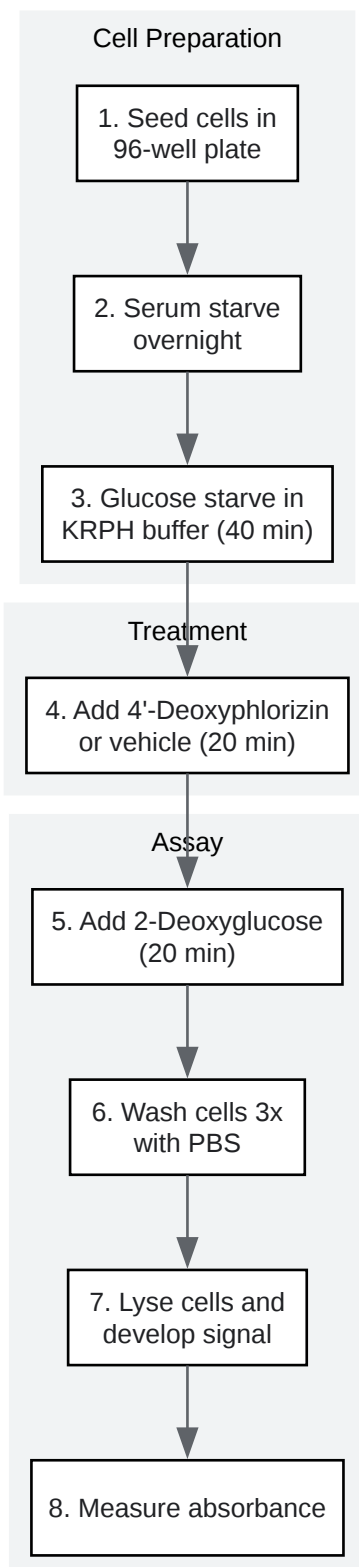 Cell Preparation
1. Seed cells in
96-well plate
2. Serum starve
overnight
3. Glucose starve in
KRPH buffer (40 min)
Treatment
4. Add 4'-Deoxyphlorizin
or vehicle (20 min)
Assay
5. Add 2-Deoxyglucose
(20 min)
6. Wash cells 3x
with PBS
7. Lyse cells and
develop signal
8. Measure absorbance